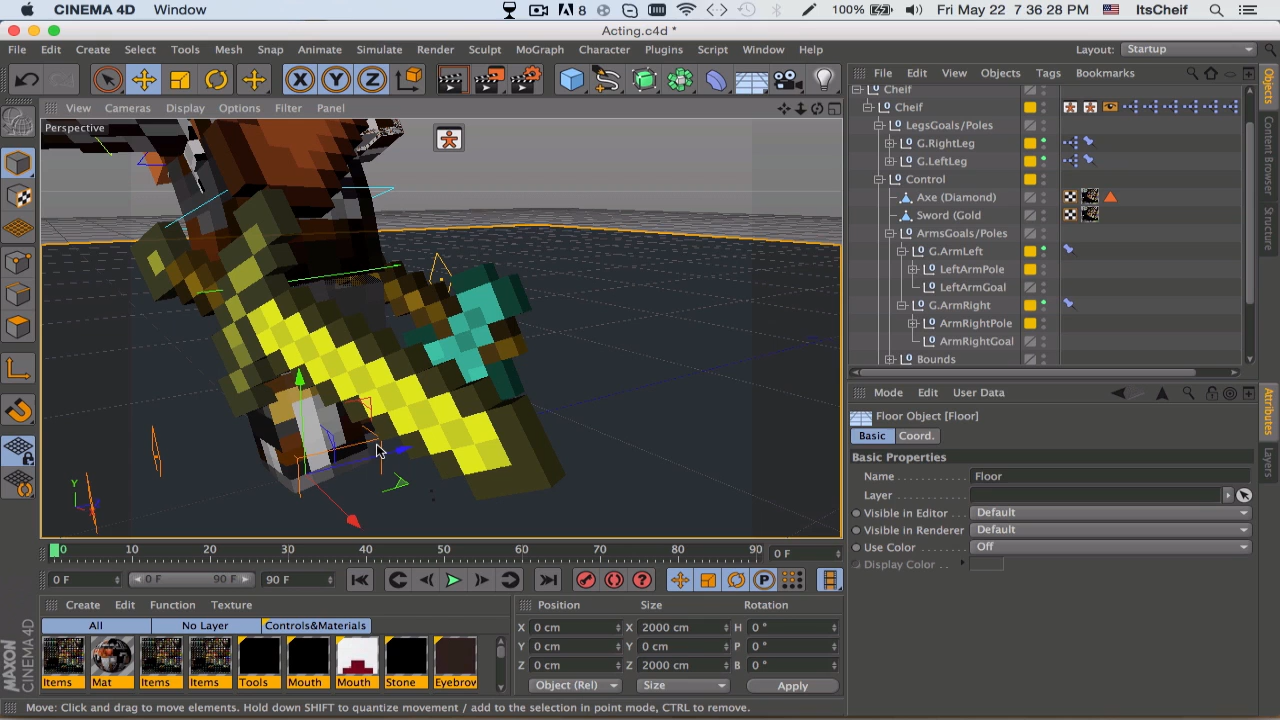 CINEMA 4D Window 8 100% Fri May 22 7 36 28 PM ItsCheif
Acting.c4d *
File Edit Create Select Tools Mesh Snap Animate Simulate Render Sculpt MoGraph Character Plugins Script Window Help Layout: Startup
X Y Z
File Edit View Objects Tags Bookmarks
View Cameras Display Options Filter Panel
Perspective
Cheif
Cheif
LegsGoals/Poles
G.RightLeg
G.LeftLeg
Control
Axe (Diamond)
Sword (Gold
ArmsGoals/Poles
G.ArmLeft
LeftArmPole
LeftArmGoal
G.ArmRight
ArmRightPole
ArmRightGoal
Bounds
Objects
Content Browser
Structure
Mode Edit User Data
Floor Object [Floor]
Basic Coord.
Basic Properties
Name Floor
Layer
Visible in Editor Default
Visible in Renderer Default
Use Color Off
Display Color
Attributes
Layers
Y
0 10 20 30 40 50 60 70 80 90 0 F
0 F 0 F 90 F 90 F
P
Create Edit Function Texture
All No Layer Controls&Materials
Items Mat Items Items Tools Mouth Mouth Stone Eyebrow
Position Size Rotation
X 0 cm X 2000 cm H 0 °
Y 0 cm Y 0 cm P 0 °
Z 0 cm Z 2000 cm B 0 °
Object (Rel) Size Apply
MAXON CINEMA 4D
Move: Click and drag to move elements. Hold down SHIFT to quantize movement / add to the selection in point mode, CTRL to remove.